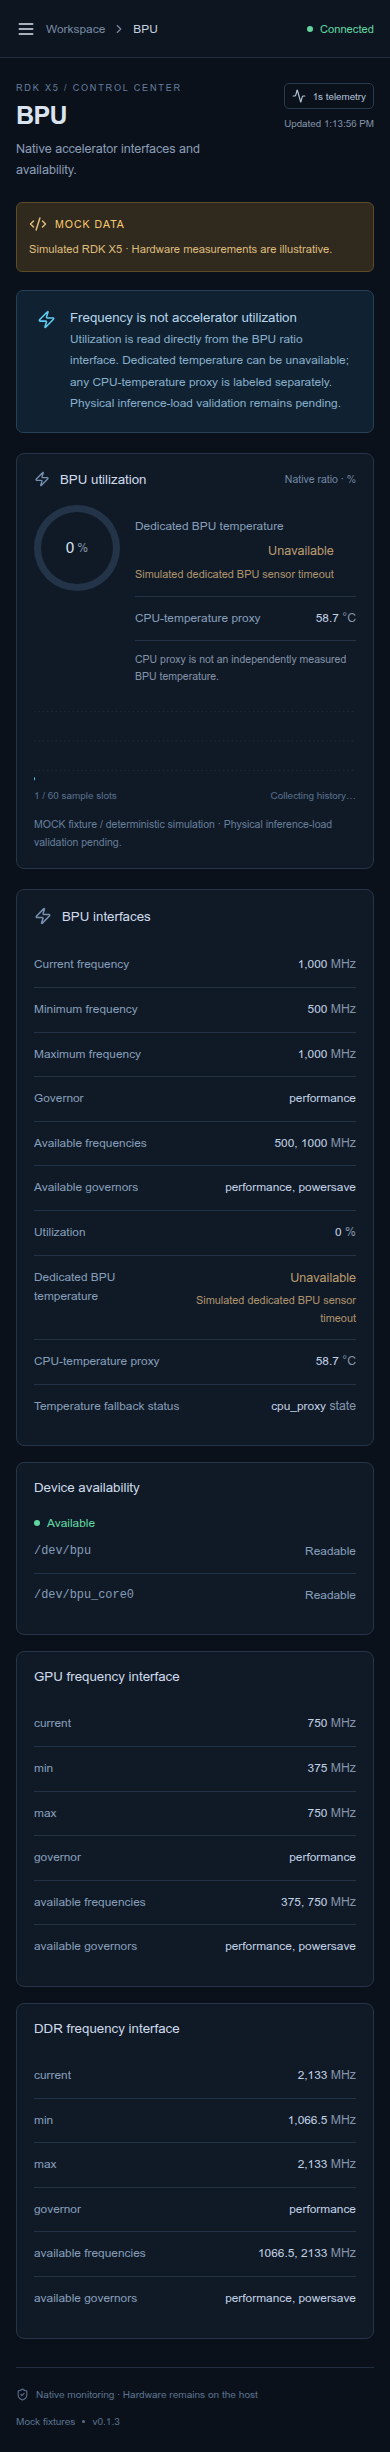 Workspace > BPU
Connected
RDK X5 / CONTROL CENTER
BPU
Native accelerator interfaces and
availability.
1s telemetry
Updated 1:13:56 PM
MOCK DATA
Simulated RDK X5 · Hardware measurements are illustrative.
Frequency is not accelerator utilization
Utilization is read directly from the BPU ratio
interface. Dedicated temperature can be unavailable;
any CPU-temperature proxy is labeled separately.
Physical inference-load validation remains pending.
BPU utilization
Native ratio · %
0 %
Dedicated BPU temperature
Unavailable
Simulated dedicated BPU sensor timeout
CPU-temperature proxy 58.7 °C
CPU proxy is not an independently measured
BPU temperature.
1 / 60 sample slots
Collecting history…
MOCK fixture / deterministic simulation · Physical inference-load
validation pending.
BPU interfaces
Current frequency 1,000 MHz
Minimum frequency 500 MHz
Maximum frequency 1,000 MHz
Governor performance
Available frequencies 500, 1000 MHz
Available governors performance, powersave
Utilization 0 %
Dedicated BPU
temperature
Unavailable
Simulated dedicated BPU sensor
timeout
CPU-temperature proxy 58.7 °C
Temperature fallback status cpu_proxy state
Device availability
Available
/dev/bpu Readable
/dev/bpu_core0 Readable
GPU frequency interface
current 750 MHz
min 375 MHz
max 750 MHz
governor performance
available frequencies 375, 750 MHz
available governors performance, powersave
DDR frequency interface
current 2,133 MHz
min 1,066.5 MHz
max 2,133 MHz
governor performance
available frequencies 1066.5, 2133 MHz
available governors performance, powersave
Native monitoring · Hardware remains on the host
Mock fixtures • v0.1.3